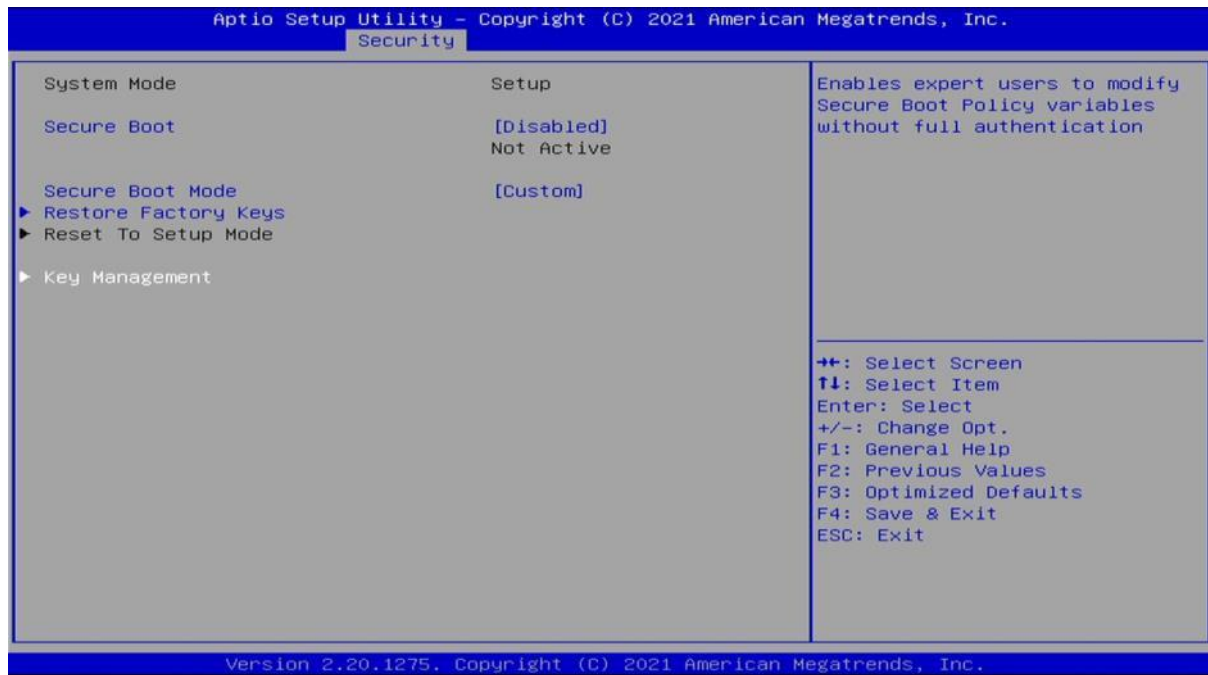 Aptio Setup Utility – Copyright (C) 2021 American Megatrends, Inc.
Security
System Mode Setup
Secure Boot [Disabled]
Not Active
Secure Boot Mode [Custom]
► Restore Factory Keys
► Reset To Setup Mode
► Key Management
Enables expert users to modify
Secure Boot Policy variables
without full authentication
→←: Select Screen
↑↓: Select Item
Enter: Select
+/-: Change Opt.
F1: General Help
F2: Previous Values
F3: Optimized Defaults
F4: Save & Exit
ESC: Exit
Version 2.20.1275. Copyright (C) 2021 American Megatrends, Inc.